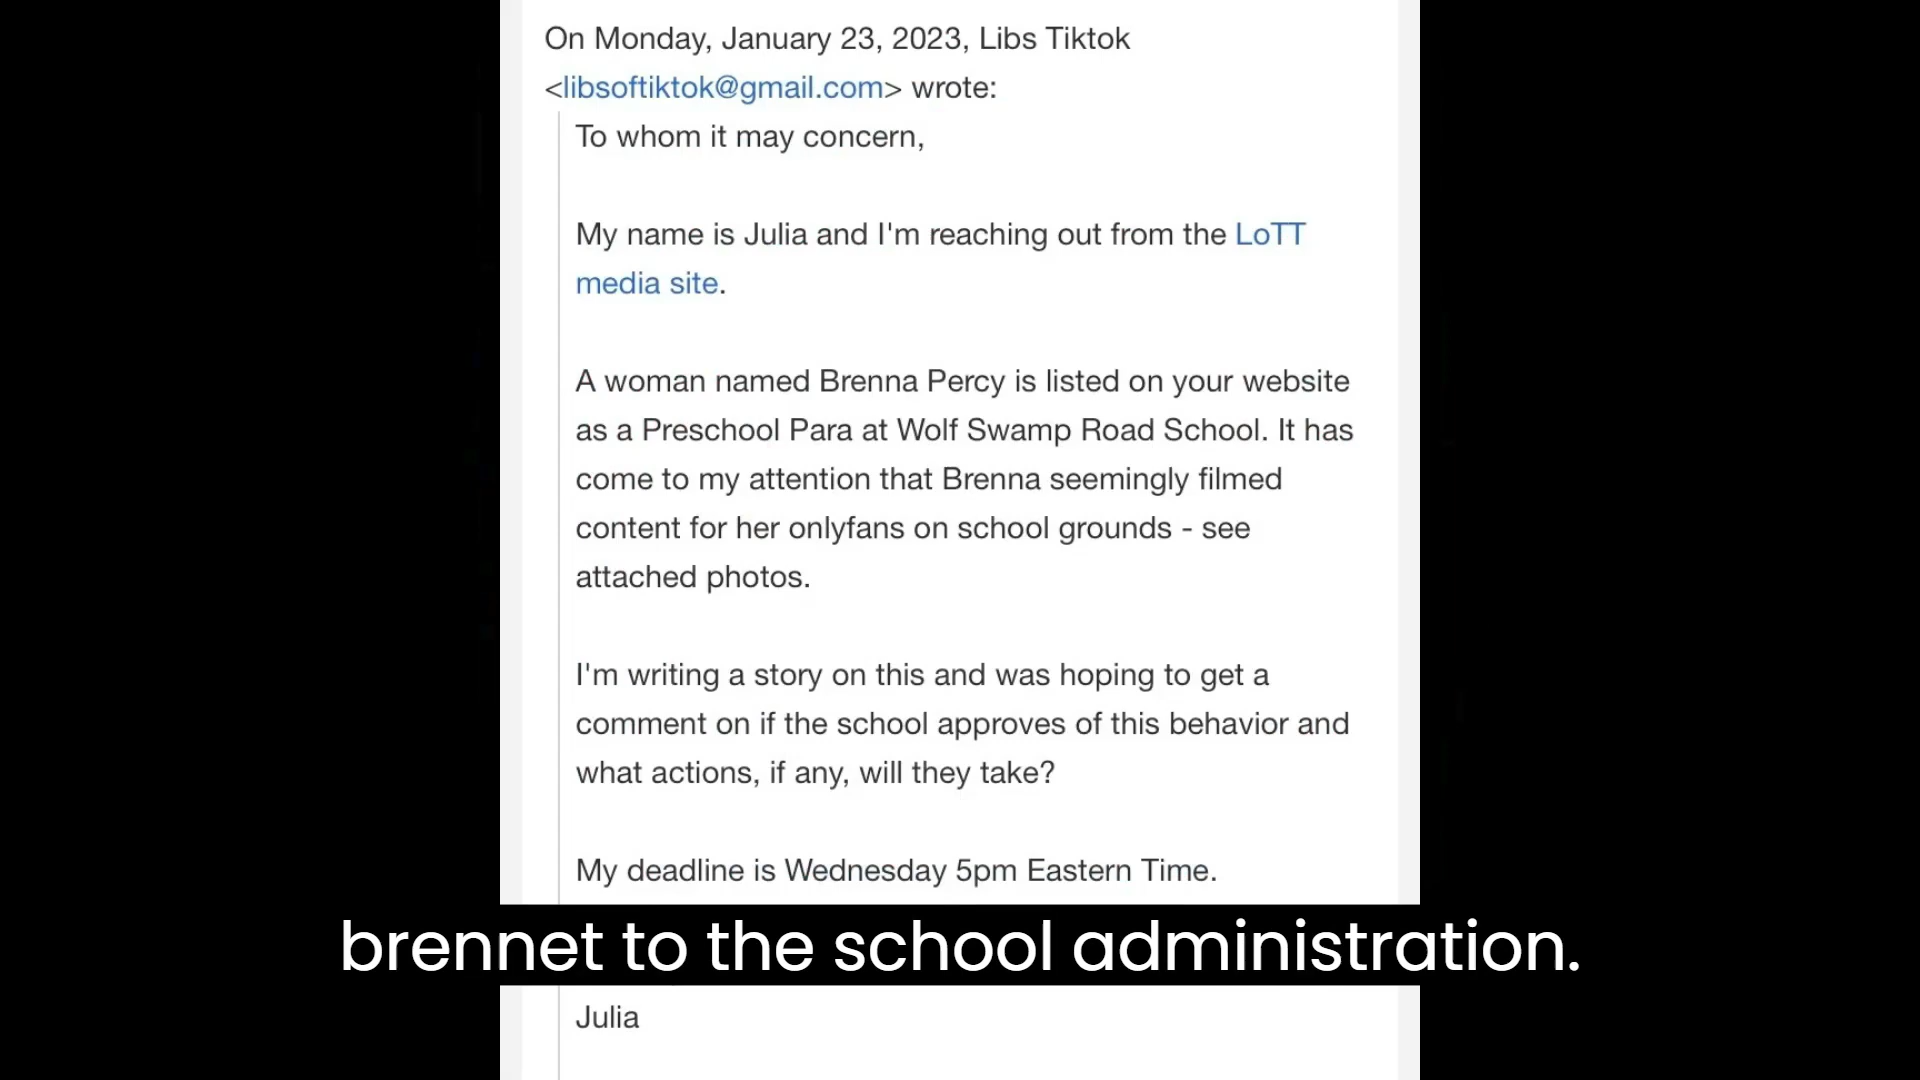 On Monday, January 23, 2023, Libs Tiktok
<libsoftiktok@gmail.com> wrote:
To whom it may concern,
My name is Julia and I'm reaching out from the LoTT
media site.
A woman named Brenna Percy is listed on your website
as a Preschool Para at Wolf Swamp Road School. It has
come to my attention that Brenna seemingly filmed
content for her onlyfans on school grounds - see
attached photos.
I'm writing a story on this and was hoping to get a
comment on if the school approves of this behavior and
what actions, if any, will they take?
My deadline is Wednesday 5pm Eastern Time.
brennet to the school administration.
Julia